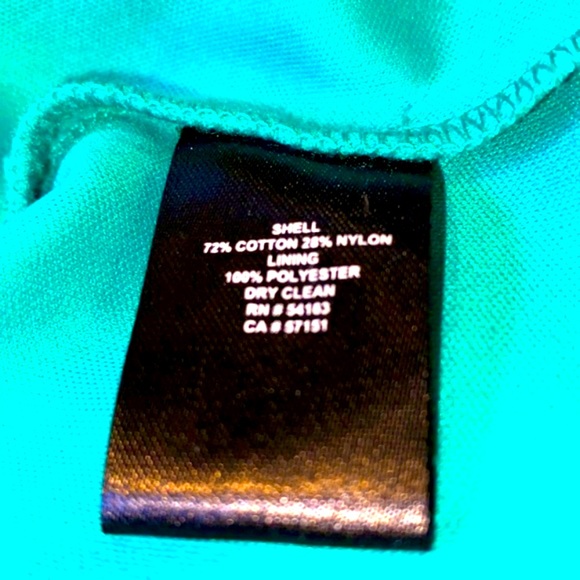 SHELL
72% COTTON 28% NYLON
LINING
100% POLYESTER
DRY CLEAN
RN # 54163
CA # 57151